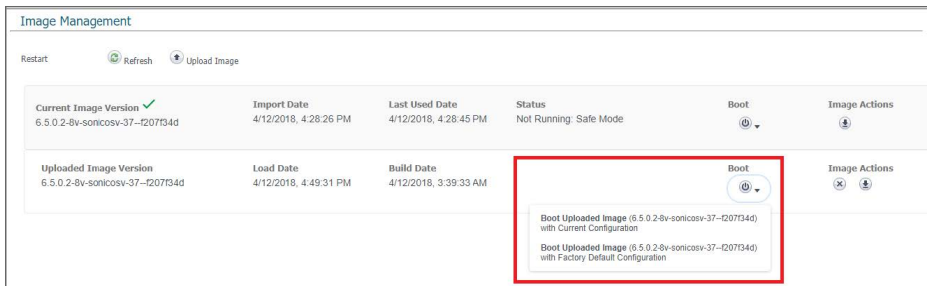 Image Management
Restart Refresh Upload Image
Current Image Version Import Date Last Used Date Status Boot Image Actions
6.5.0.2-8v-sonicosv-37--f207f34d 4/12/2018, 4:28:26 PM 4/12/2018, 4:28:45 PM Not Running: Safe Mode
Uploaded Image Version Load Date Build Date Boot Image Actions
6.5.0.2-8v-sonicosv-37--f207f34d 4/12/2018, 4:49:31 PM 4/12/2018, 3:39:33 AM
Boot Uploaded Image (6.5.0.2-8v-sonicosv-37--f207f34d)
with Current Configuration
Boot Uploaded Image (6.5.0.2-8v-sonicosv-37--f207f34d)
with Factory Default Configuration